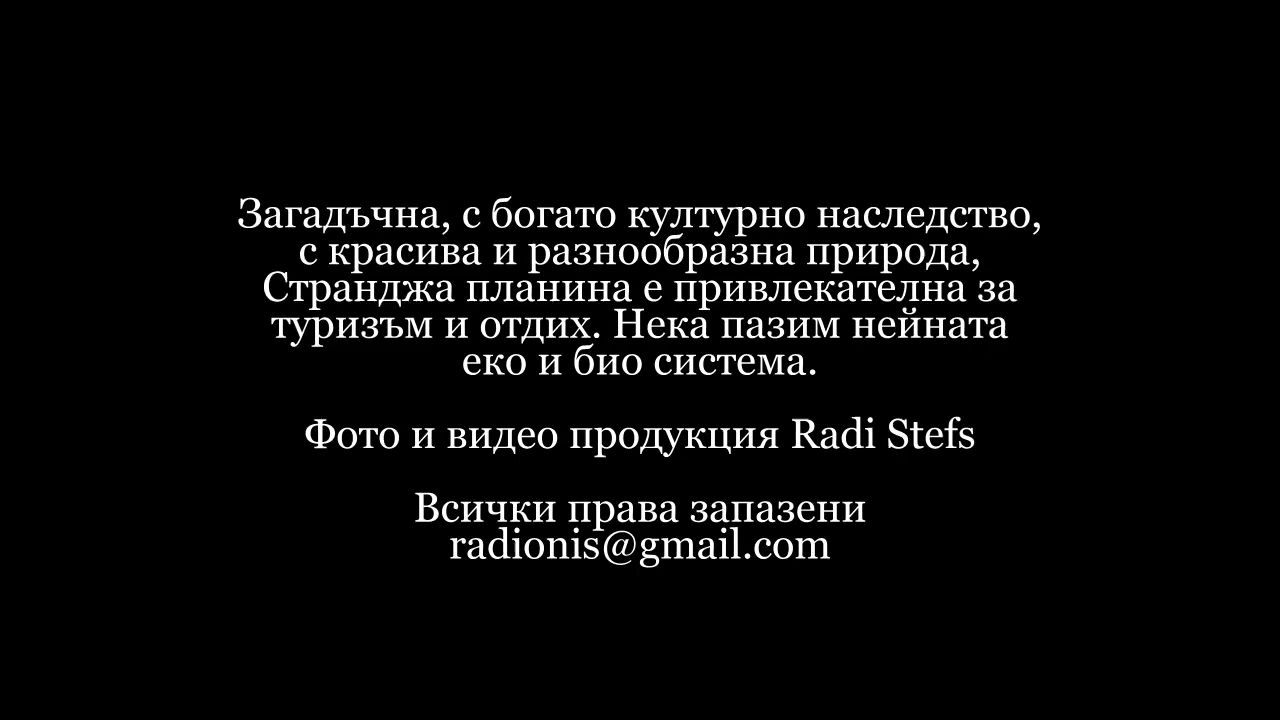 Загадъчна, с богато културно наследство,
с красива и разнообразна природа,
Странджа планина е привлекателна за
туризъм и отдих. Нека пазим нейната
еко и био система.
Фото и видео продукция Radi Stefs
Всички права запазени
radionis@gmail.com